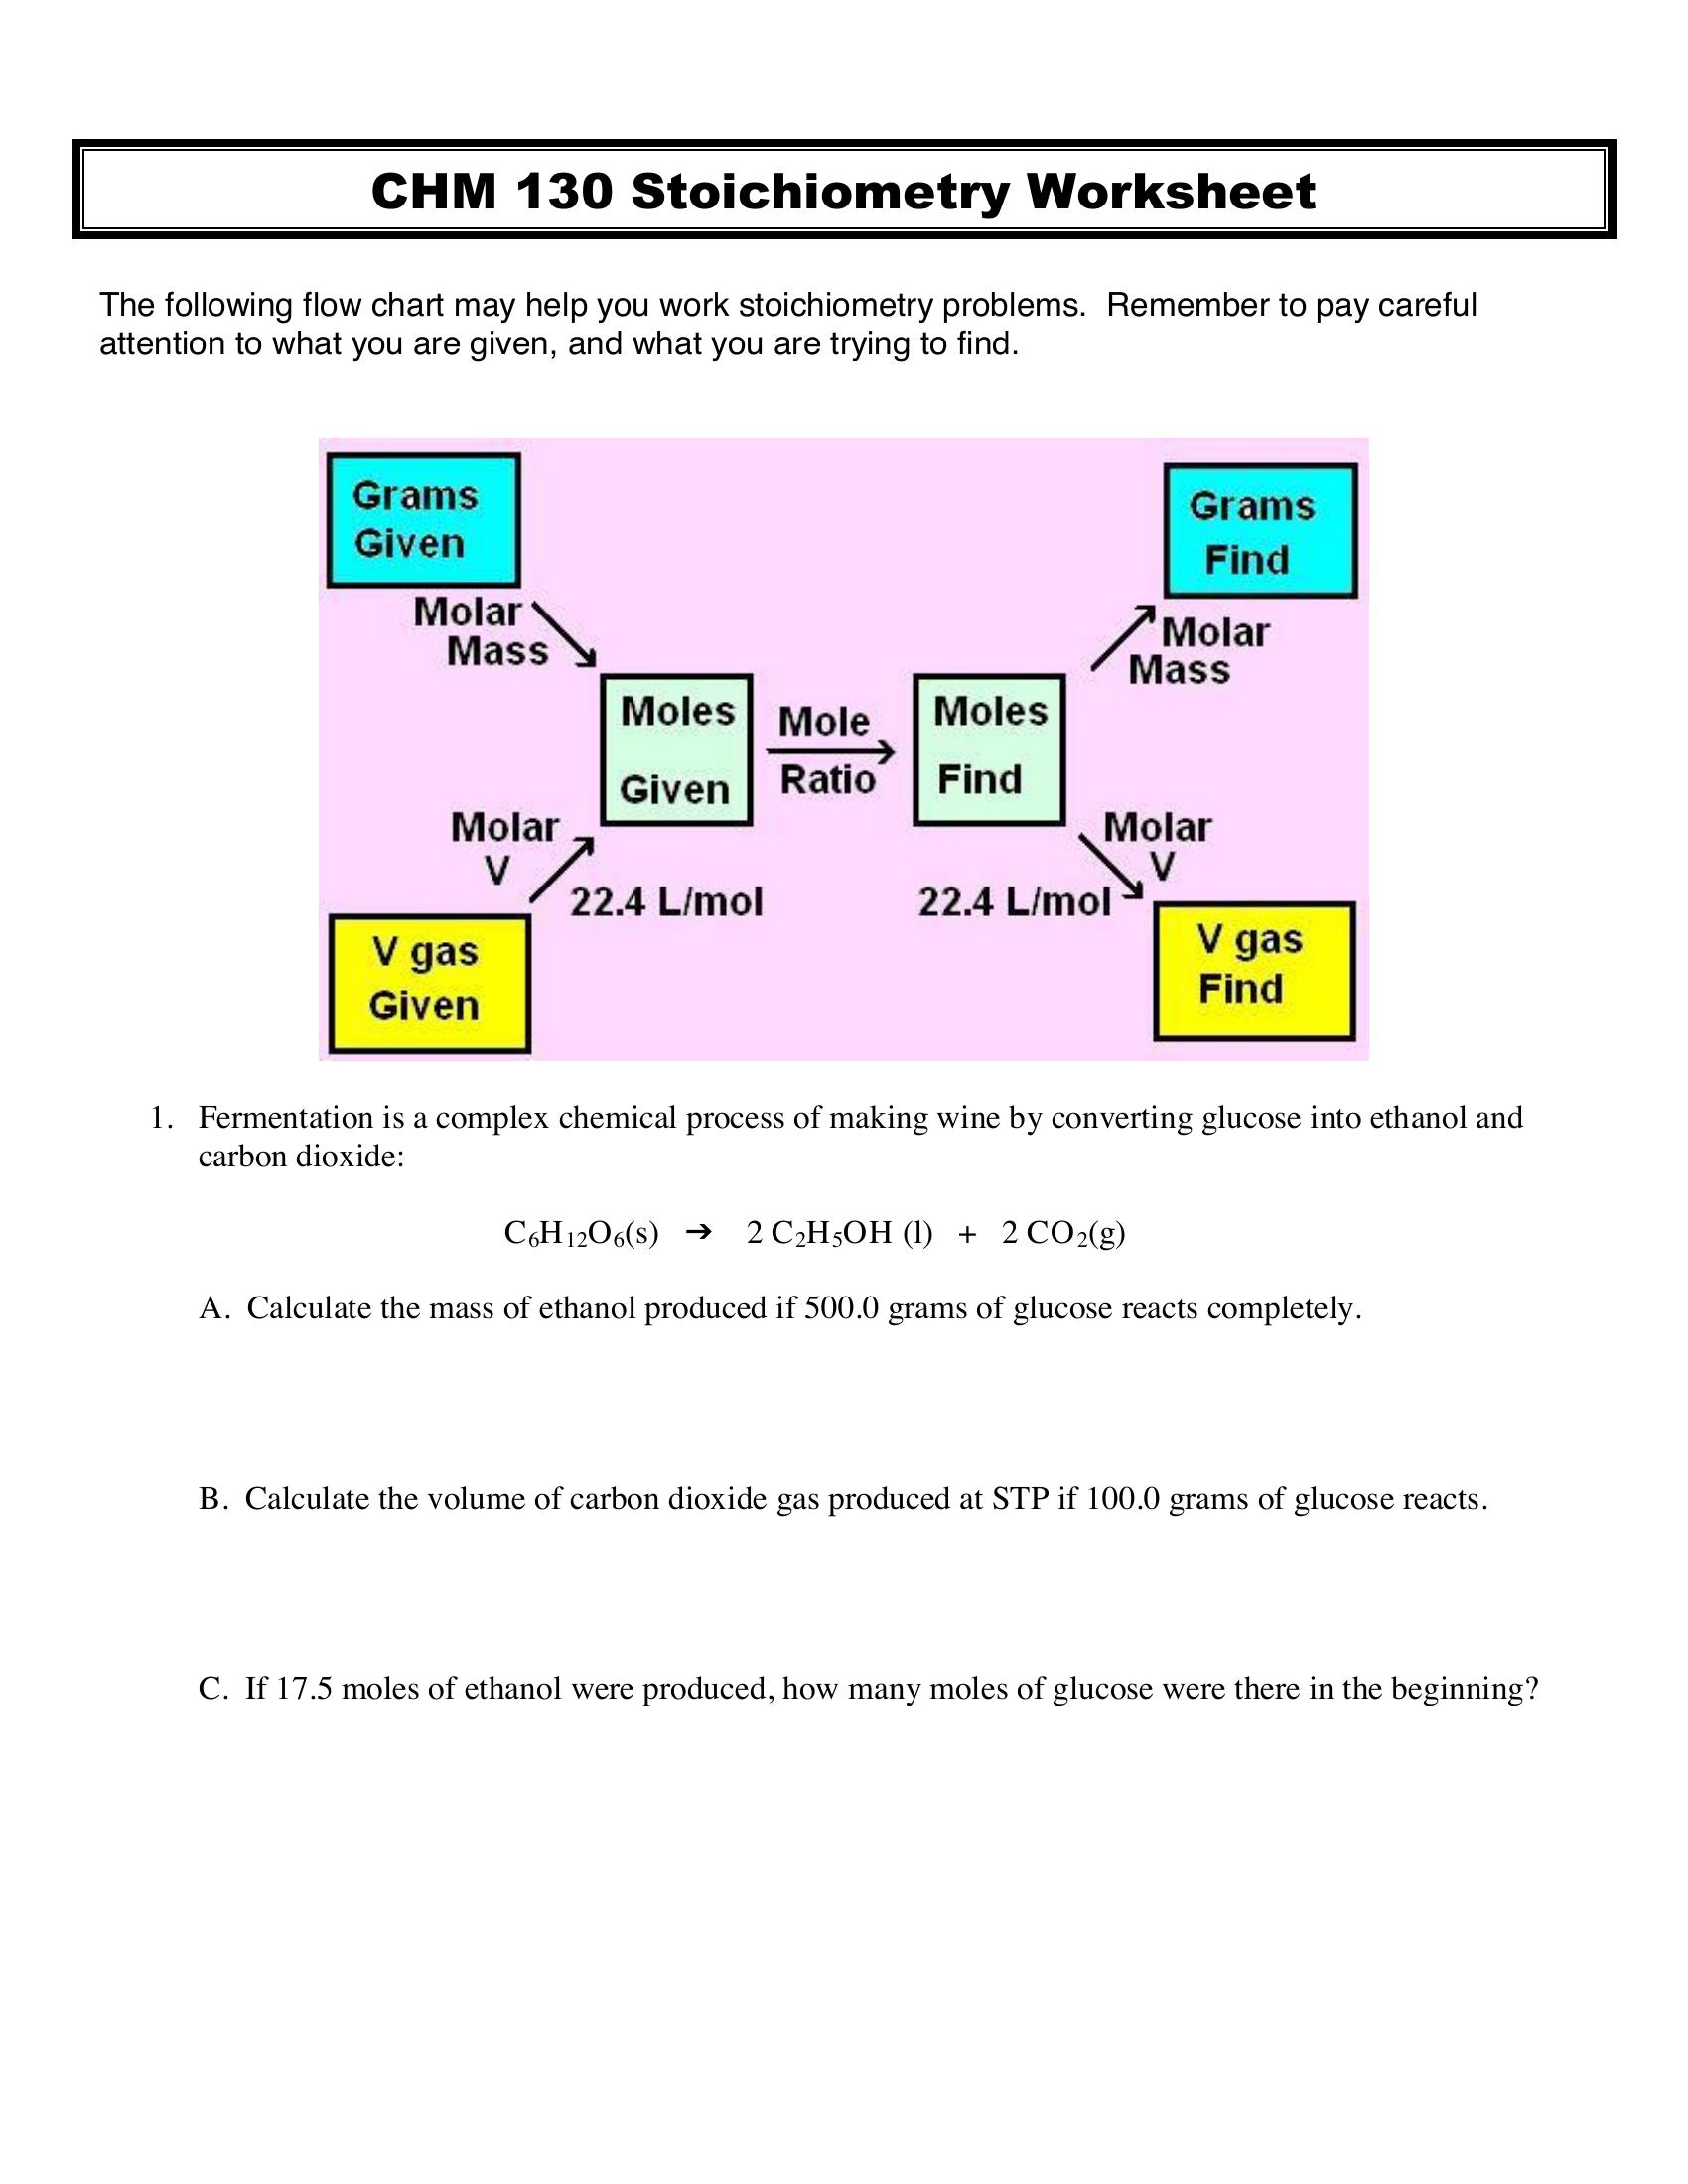 CHM 130 Stoichiometry Worksheet
The following flow chart may help you work stoichiometry problems.  Remember to pay careful
attention to what you are given, and what you are trying to find.
Grams
Given
Grams
Find
Molar
Mass
Molar
Mass
Moles
Given
Mole
Ratio
Moles
Find
Molar
V
22.4 L/mol
22.4 L/mol
Molar
V
V gas
Given
V gas
Find
1. Fermentation is a complex chemical process of making wine by converting glucose into ethanol and
carbon dioxide:
C₆H₁₂O₆(s) ➔ 2 C₂H₅OH (l) + 2 CO₂(g)
A. Calculate the mass of ethanol produced if 500.0 grams of glucose reacts completely.
B. Calculate the volume of carbon dioxide gas produced at STP if 100.0 grams of glucose reacts.
C. If 17.5 moles of ethanol were produced, how many moles of glucose were there in the beginning?